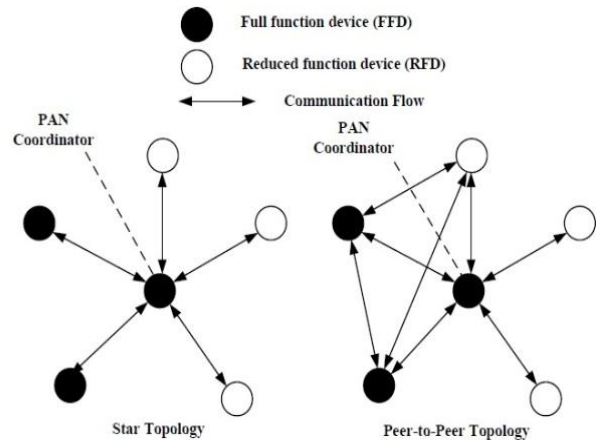 Full function device (FFD)
Reduced function device (RFD)
Communication Flow
PAN
Coordinator
PAN
Coordinator
Star Topology
Peer-to-Peer Topology